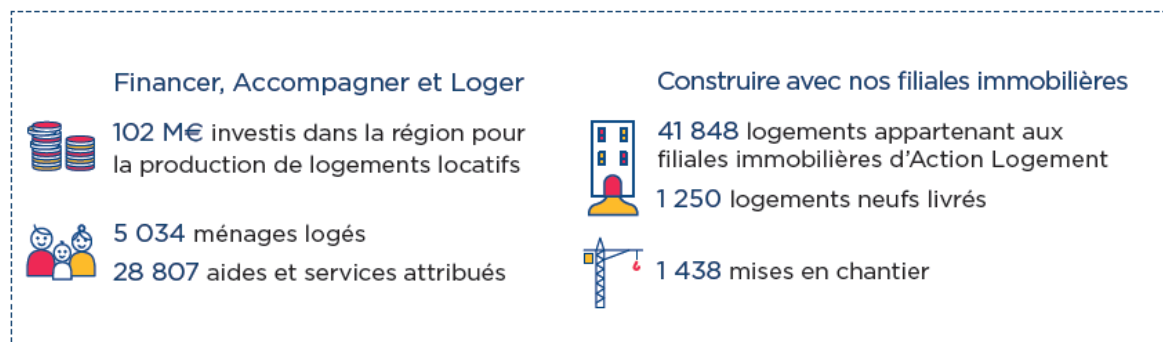 Financer, Accompagner et Loger
102 M€ investis dans la région pour
la production de logements locatifs
5 034 ménages logés
28 807 aides et services attribués
Construire avec nos filiales immobilières
41 848 logements appartenant aux
filiales immobilières d’Action Logement
1 250 logements neufs livrés
1 438 mises en chantier